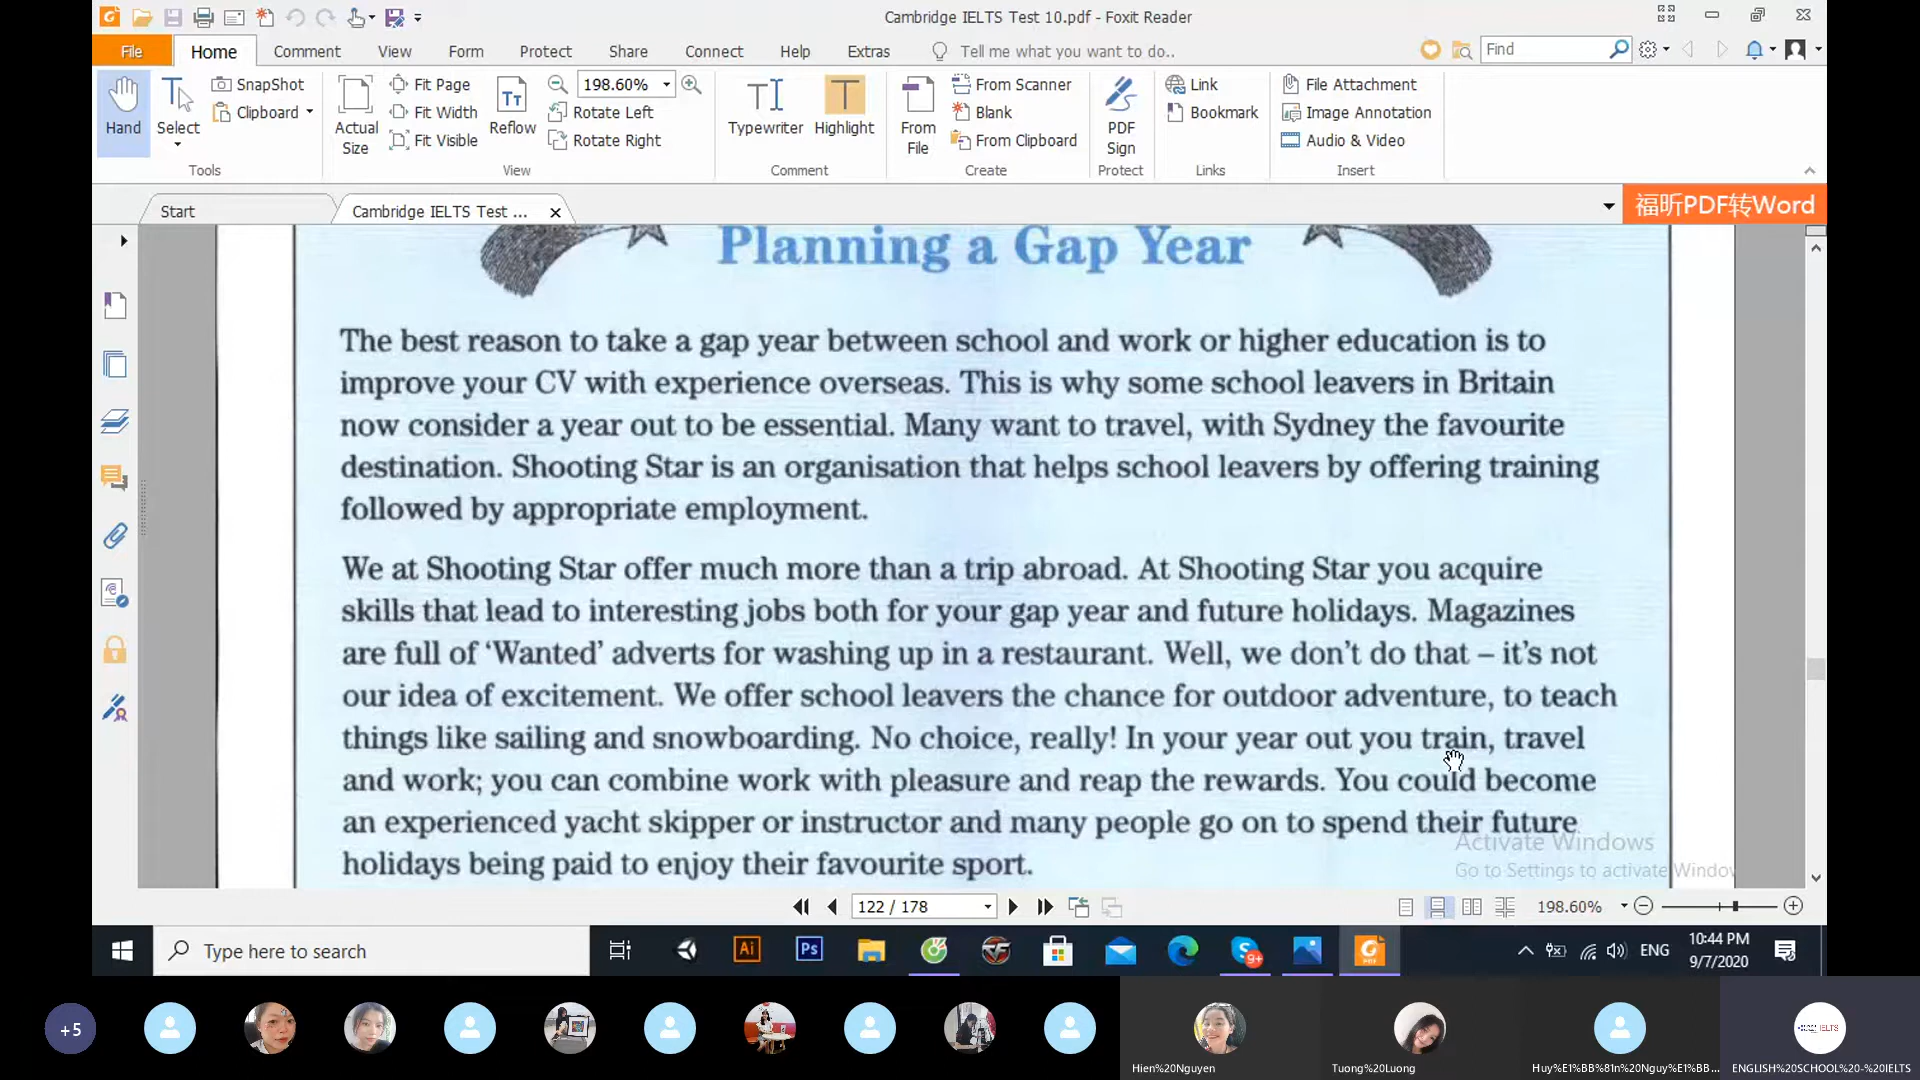 Cambridge IELTS Test 10.pdf - Foxit Reader
File Home Comment View Form Protect Share Connect Help Extras Tell me what you want to do.. Find
Hand
Select
SnapShot
Clipboard
Tools
Actual Size
Fit Page
Fit Width
Fit Visible
Reflow
198.60%
Rotate Left
Rotate Right
View
Typewriter
Highlight
Comment
From File
From Scanner
Blank
From Clipboard
Create
PDF Sign
Protect
Link
Bookmark
Links
File Attachment
Image Annotation
Audio & Video
Insert
Start
Cambridge IELTS Test ...
福昕PDF转Word
Planning a Gap Year
The best reason to take a gap year between school and work or higher education is to
improve your CV with experience overseas. This is why some school leavers in Britain
now consider a year out to be essential. Many want to travel, with Sydney the favourite
destination. Shooting Star is an organisation that helps school leavers by offering training
followed by appropriate employment.
We at Shooting Star offer much more than a trip abroad. At Shooting Star you acquire
skills that lead to interesting jobs both for your gap year and future holidays. Magazines
are full of ‘Wanted’ adverts for washing up in a restaurant. Well, we don’t do that – it’s not
our idea of excitement. We offer school leavers the chance for outdoor adventure, to teach
things like sailing and snowboarding. No choice, really! In your year out you train, travel
and work; you can combine work with pleasure and reap the rewards. You could become
an experienced yacht skipper or instructor and many people go on to spend their future
holidays being paid to enjoy their favourite sport.
Activate Windows
Go to Settings to activate Window
122 / 178
198.60%
Type here to search
Ai
Ps
9+
ENG
10:44 PM
9/7/2020
+5
Hien%20Nguyen
Tuong%20Luong
Huy%E1%BB%81n%20Nguy%E1%BB...
ENGLISH%20SCHOOL%20-%20IELTS